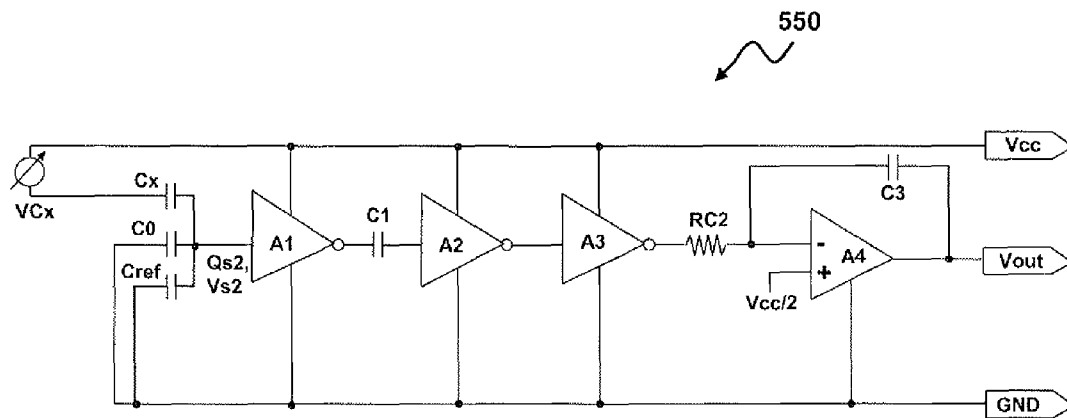 550
Vcc
Cx
VCx
C0
Cref
Qs2,
Vs2
A1
C1
A2
A3
RC2
C3
-
+
A4
Vcc/2
Vout
GND